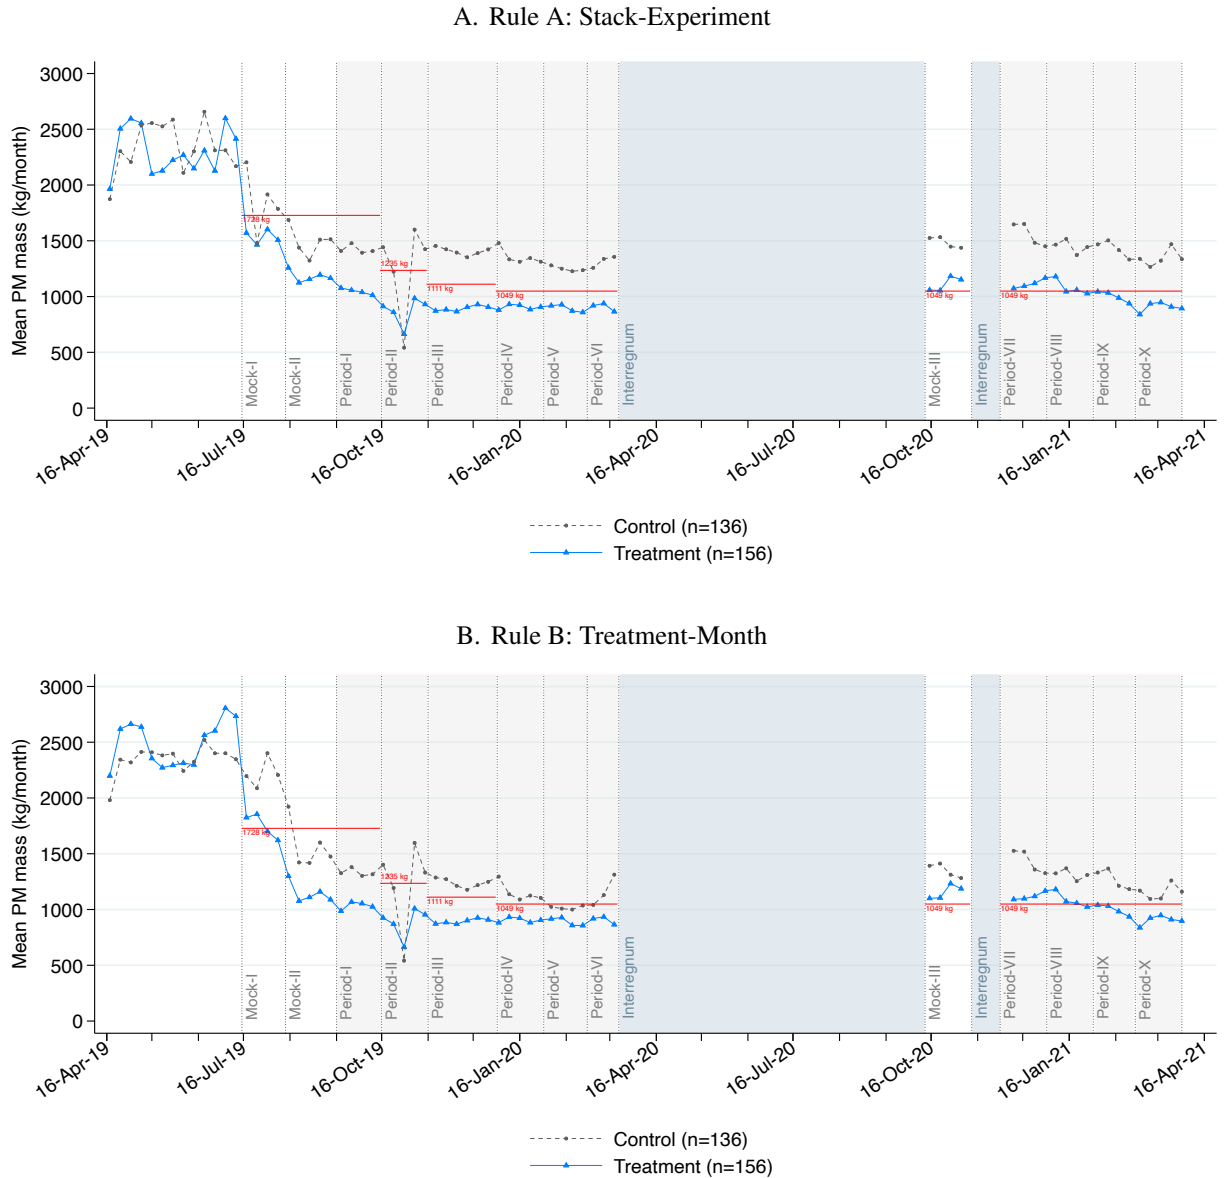 A. Rule A: Stack-Experiment
Mean PM mass (kg/month)
3000
2500
2000
1500
1000
500
0
1728 kg
1235 kg
1111 kg
1049 kg
1049 kg
1049 kg
Mock-I
Mock-II
Period-I
Period-II
Period-III
Period-IV
Period-V
Period-VI
Interregnum
Mock-III
Interregnum
Period-VII
Period-VIII
Period-IX
Period-X
16-Apr-19
16-Jul-19
16-Oct-19
16-Jan-20
16-Apr-20
16-Jul-20
16-Oct-20
16-Jan-21
16-Apr-21
Control (n=136)
Treatment (n=156)
B. Rule B: Treatment-Month
Mean PM mass (kg/month)
3000
2500
2000
1500
1000
500
0
1728 kg
1235 kg
1111 kg
1049 kg
1049 kg
1049 kg
Mock-I
Mock-II
Period-I
Period-II
Period-III
Period-IV
Period-V
Period-VI
Interregnum
Mock-III
Interregnum
Period-VII
Period-VIII
Period-IX
Period-X
16-Apr-19
16-Jul-19
16-Oct-19
16-Jan-20
16-Apr-20
16-Jul-20
16-Oct-20
16-Jan-21
16-Apr-21
Control (n=136)
Treatment (n=156)